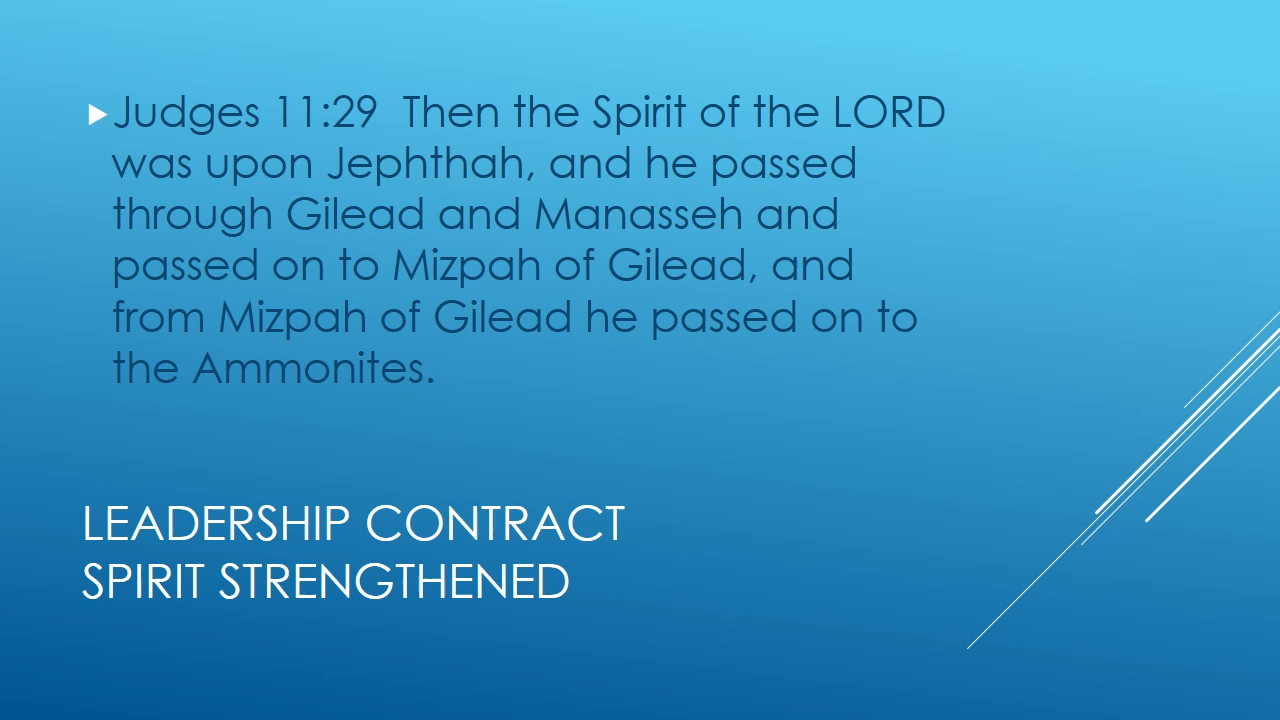 Judges 11:29  Then the Spirit of the LORD
was upon Jephthah, and he passed
through Gilead and Manasseh and
passed on to Mizpah of Gilead, and
from Mizpah of Gilead he passed on to
the Ammonites.
LEADERSHIP CONTRACT
SPIRIT STRENGTHENED